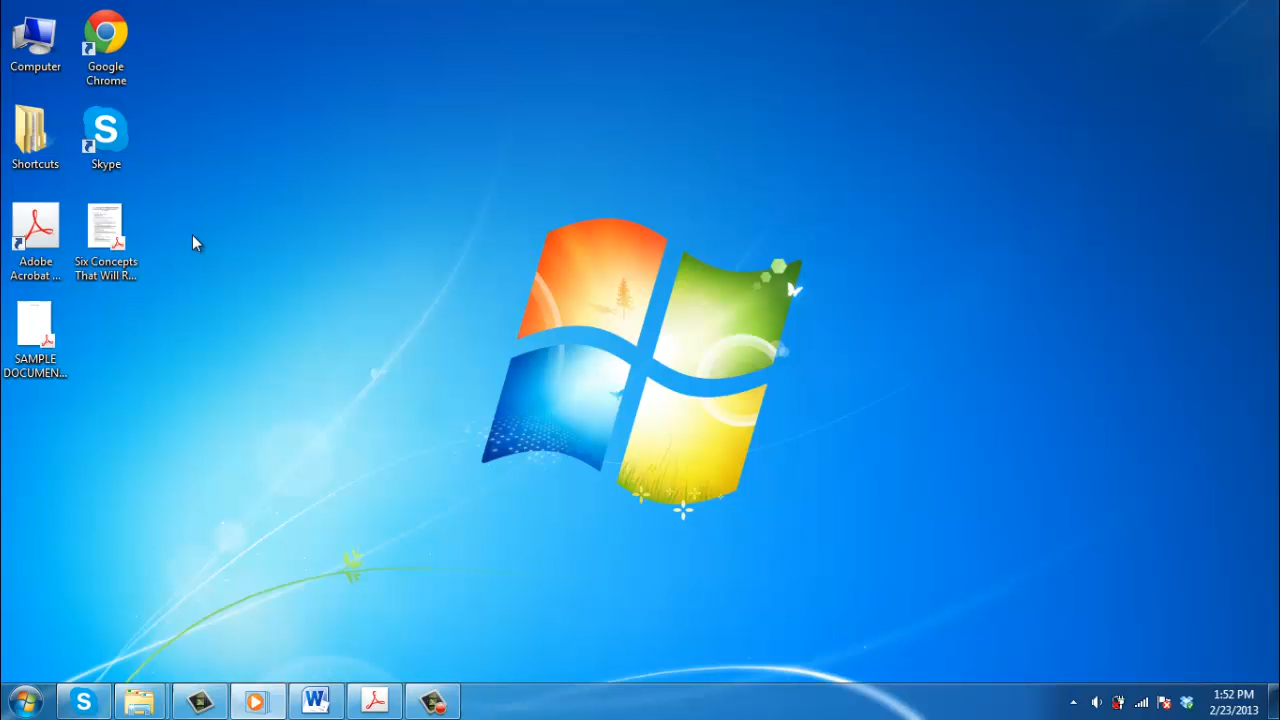 Computer
Google
Chrome
Shortcuts
Skype
Adobe
Acrobat ...
Six Concepts
That Will R...
SAMPLE
DOCUMEN...
1:52 PM
2/23/2013